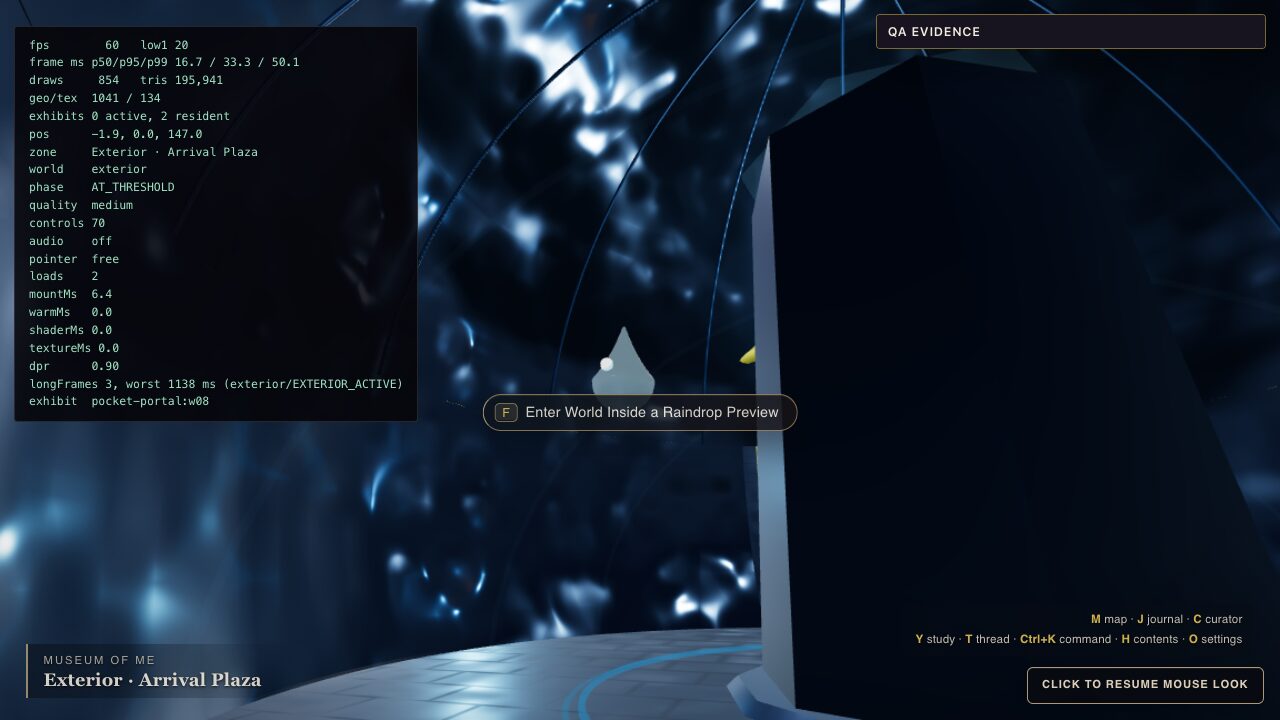 fps 60 low1 20
frame ms p50/p95/p99 16.7 / 33.3 / 50.1
draws 854 tris 195,941
geo/tex 1041 / 134
exhibits 0 active, 2 resident
pos −1.9, 0.0, 147.0
zone Exterior · Arrival Plaza
world exterior
phase AT_THRESHOLD
quality medium
controls 70
audio off
pointer free
loads 2
mountMs 6.4
warmMs 0.0
shaderMs 0.0
textureMs 0.0
dpr 0.90
longFrames 3, worst 1138 ms (exterior/EXTERIOR_ACTIVE)
exhibit pocket-portal:w08
QA EVIDENCE
F Enter World Inside a Raindrop Preview
M map · J journal · C curator
Y study · T thread · Ctrl+K command · H contents · O settings
MUSEUM OF ME
Exterior · Arrival Plaza
CLICK TO RESUME MOUSE LOOK